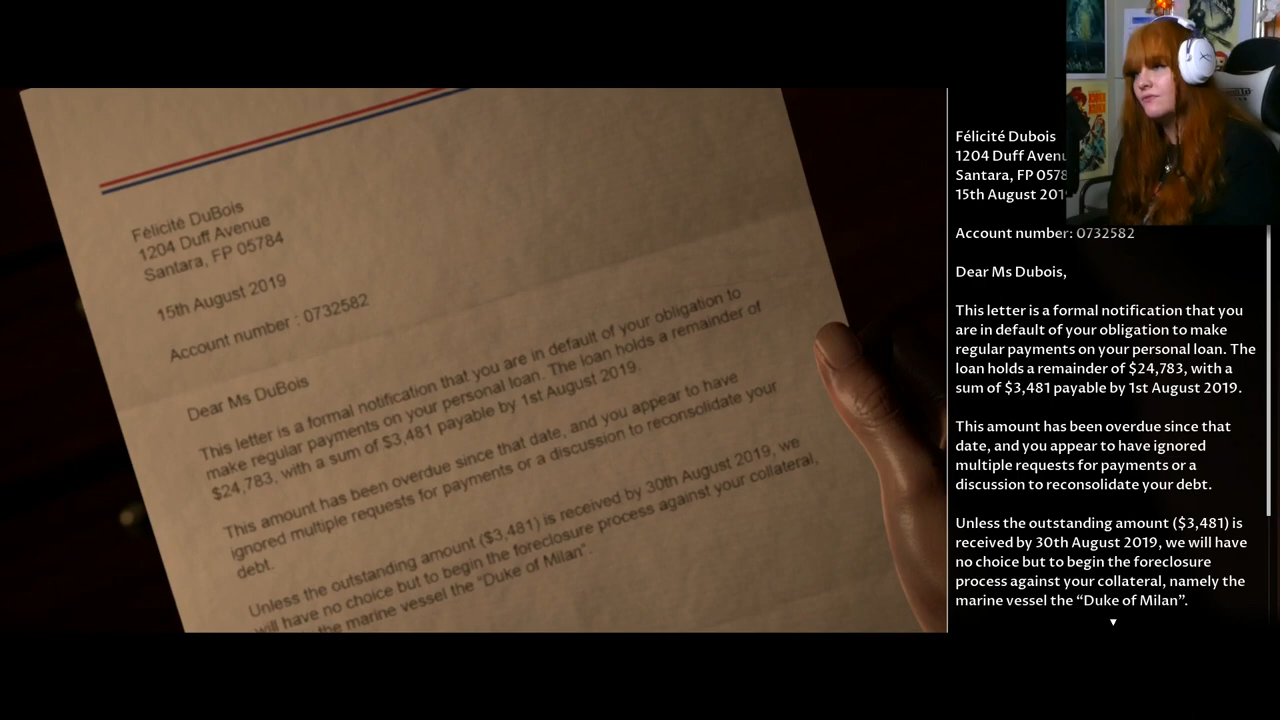 Félicité DuBois
1204 Duff Avenue
Santara, FP 05784
15th August 2019
Account number : 0732582
Dear Ms DuBois
This letter is a formal notification that you are in default of your obligation to
make regular payments on your personal loan. The loan holds a remainder of
$24,783, with a sum of $3,481 payable by 1st August 2019.
This amount has been overdue since that date, and you appear to have
ignored multiple requests for payments or a discussion to reconsolidate your
debt.
Unless the outstanding amount ($3,481) is received by 30th August 2019, we
will have no choice but to begin the foreclosure process against your collateral,
the marine vessel the “Duke of Milan”.
Félicité Dubois
1204 Duff Avenu
Santara, FP 0578
15th August 201
Account number: 0732582
Dear Ms Dubois,
This letter is a formal notification that you
are in default of your obligation to make
regular payments on your personal loan. The
loan holds a remainder of $24,783, with a
sum of $3,481 payable by 1st August 2019.
This amount has been overdue since that
date, and you appear to have ignored
multiple requests for payments or a
discussion to reconsolidate your debt.
Unless the outstanding amount ($3,481) is
received by 30th August 2019, we will have
no choice but to begin the foreclosure
process against your collateral, namely the
marine vessel the “Duke of Milan”.